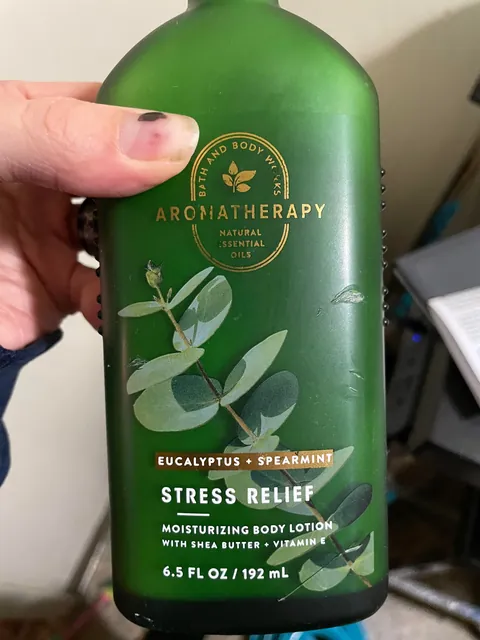 BATH AND BODY WORKS
AROMATHERAPY
NATURAL
ESSENTIAL
OILS
EUCALYPTUS + SPEARMINT
STRESS RELIEF
MOISTURIZING BODY LOTION
WITH SHEA BUTTER + VITAMIN E
6.5 FL OZ / 192 mL